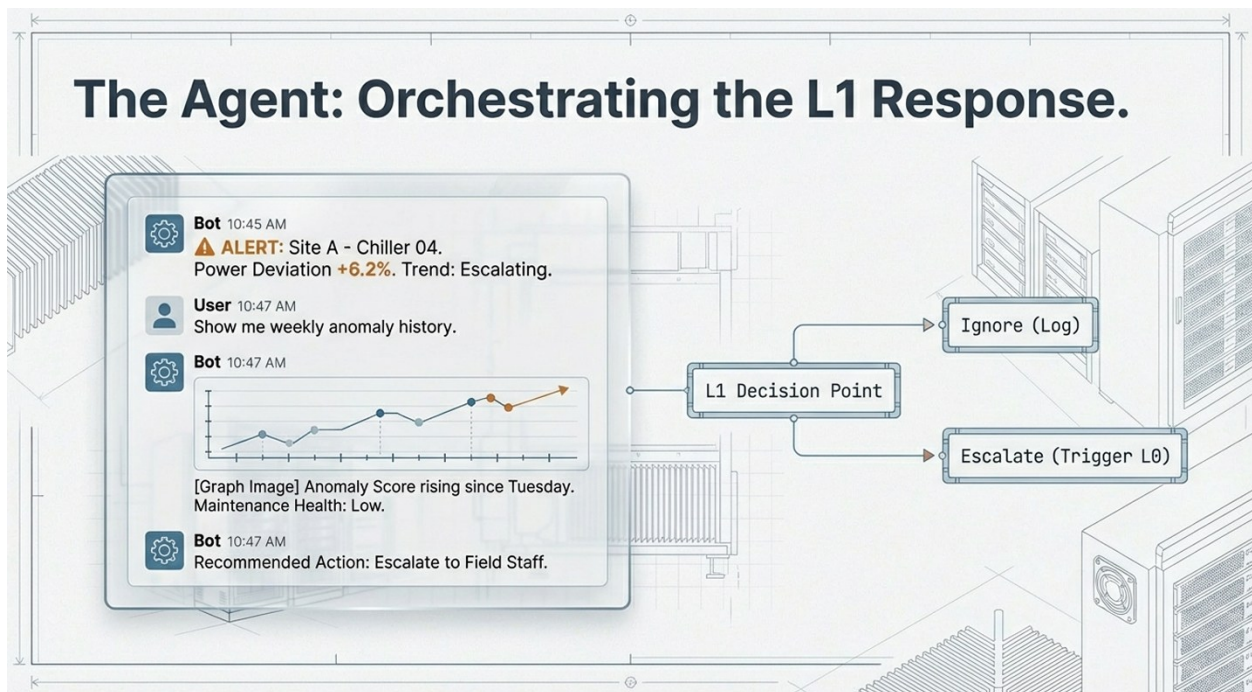 The Agent: Orchestrating the L1 Response.
Bot 10:45 AM
⚠ ALERT: Site A - Chiller 04.
Power Deviation +6.2%. Trend: Escalating.
User 10:47 AM
Show me weekly anomaly history.
Bot 10:47 AM
[Graph Image] Anomaly Score rising since Tuesday.
Maintenance Health: Low.
Bot 10:47 AM
Recommended Action: Escalate to Field Staff.
L1 Decision Point
Ignore (Log)
Escalate (Trigger L0)